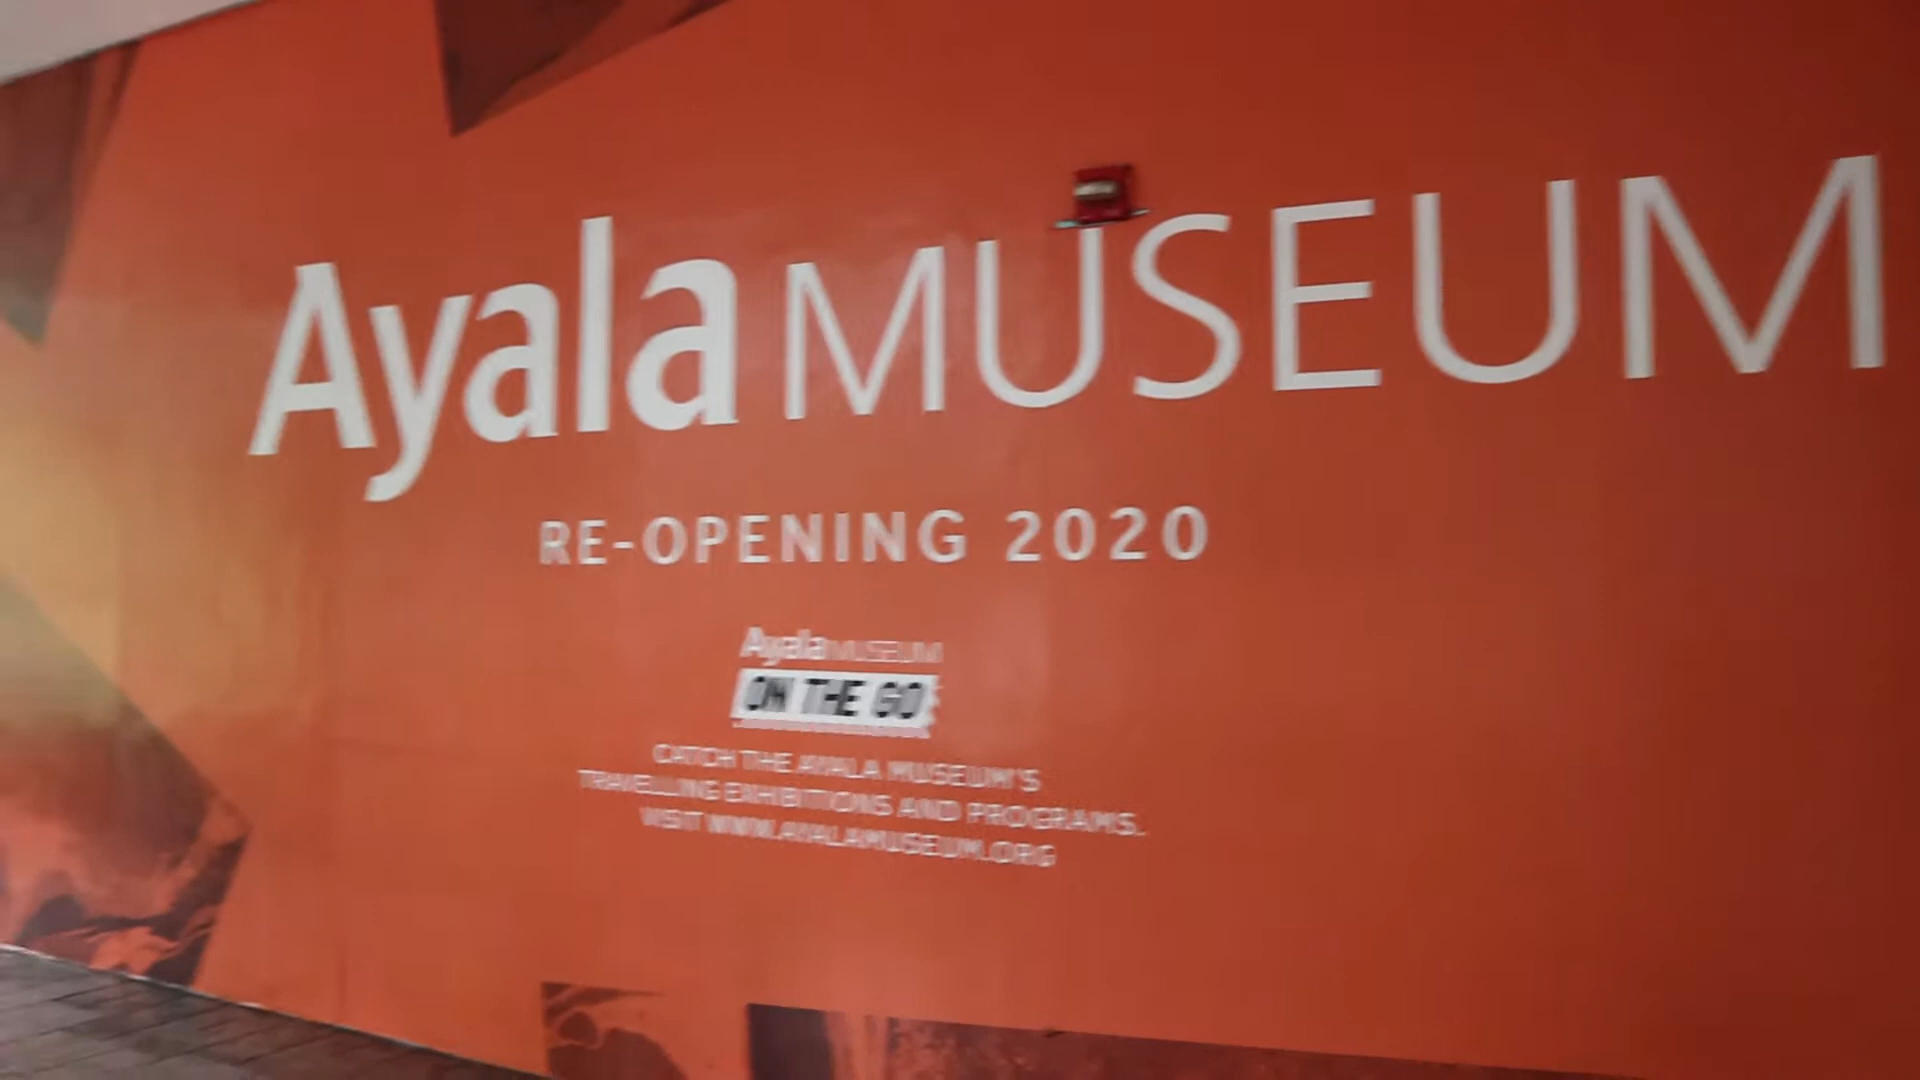 Ayala MUSEUM
RE-OPENING 2020
Ayala MUSEUM
ON THE GO
CATCH THE AYALA MUSEUM'S
TRAVELLING EXHIBITIONS AND PROGRAMS.
VISIT WWW.AYALAMUSEUM.ORG